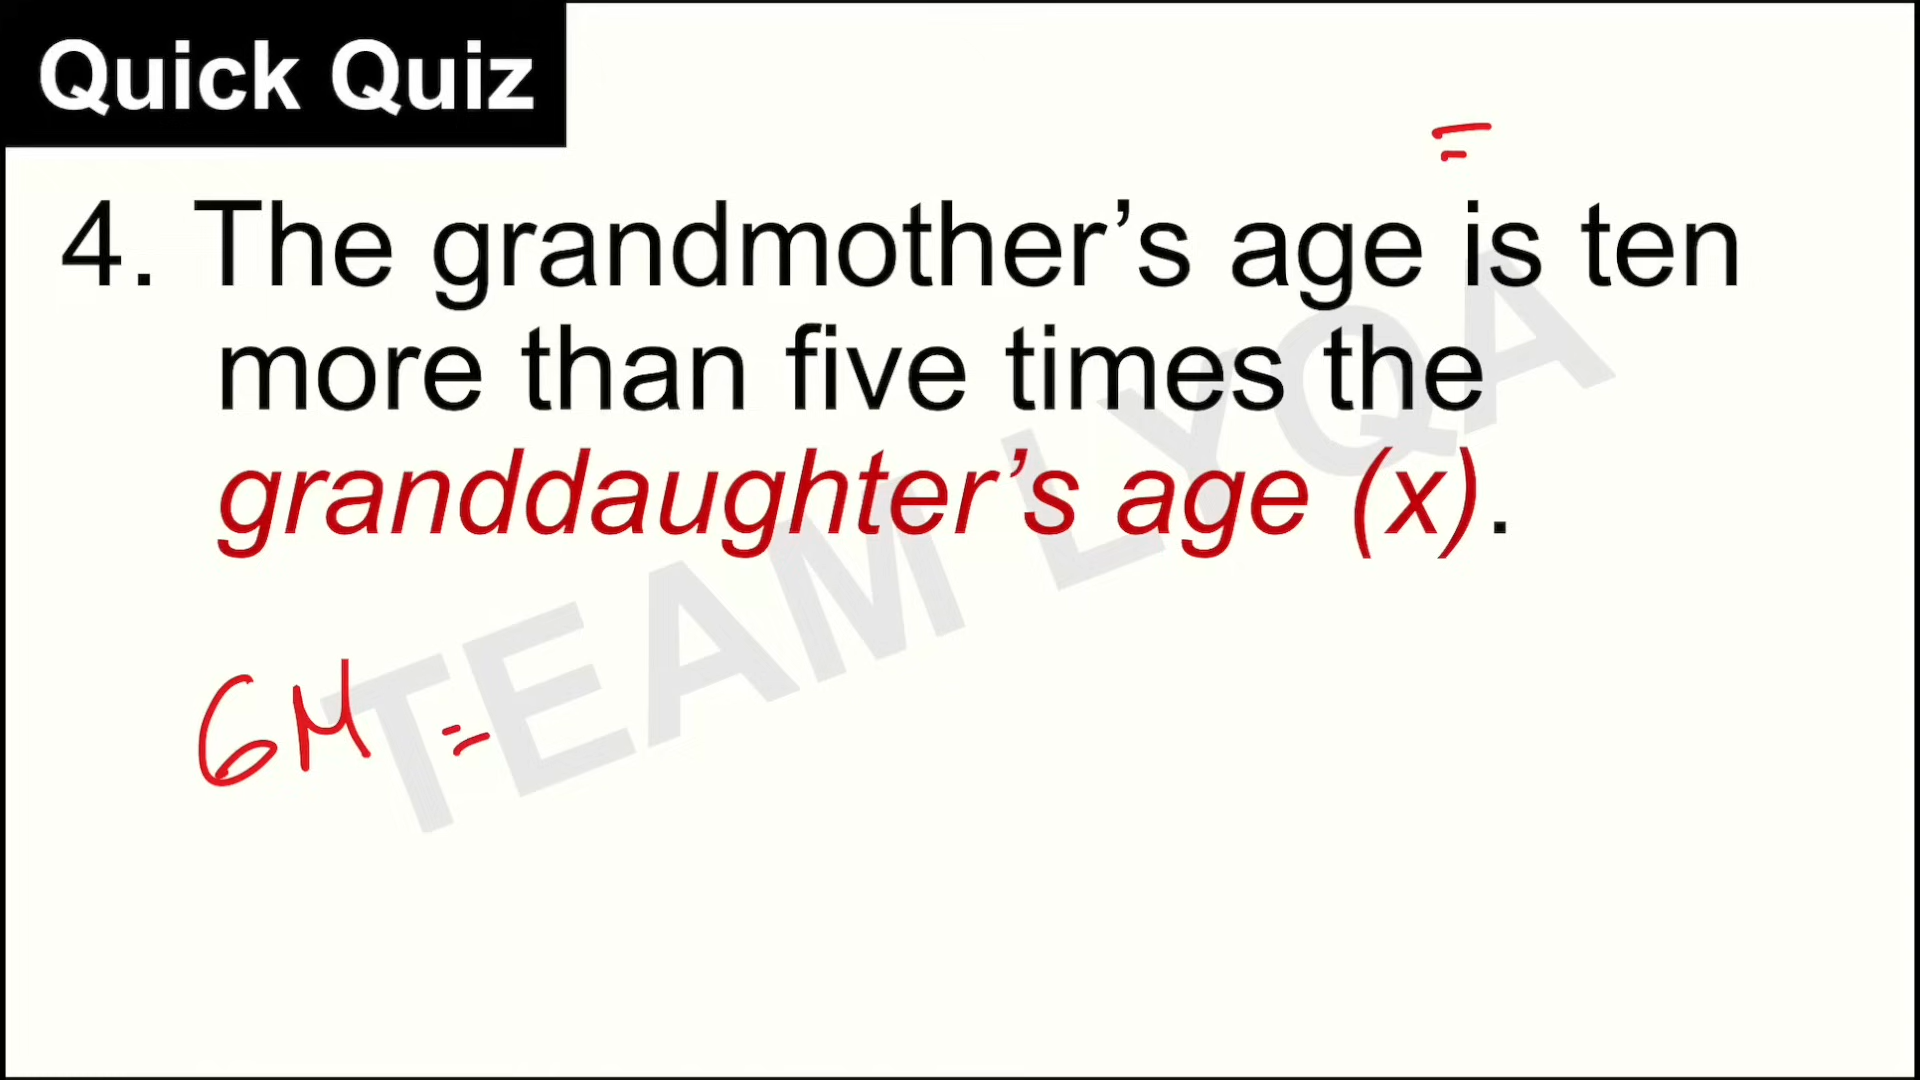 Quick Quiz
=
4. The grandmother’s age is ten
more than five times the
granddaughter’s age (x).
GM =
TEAM LYQA